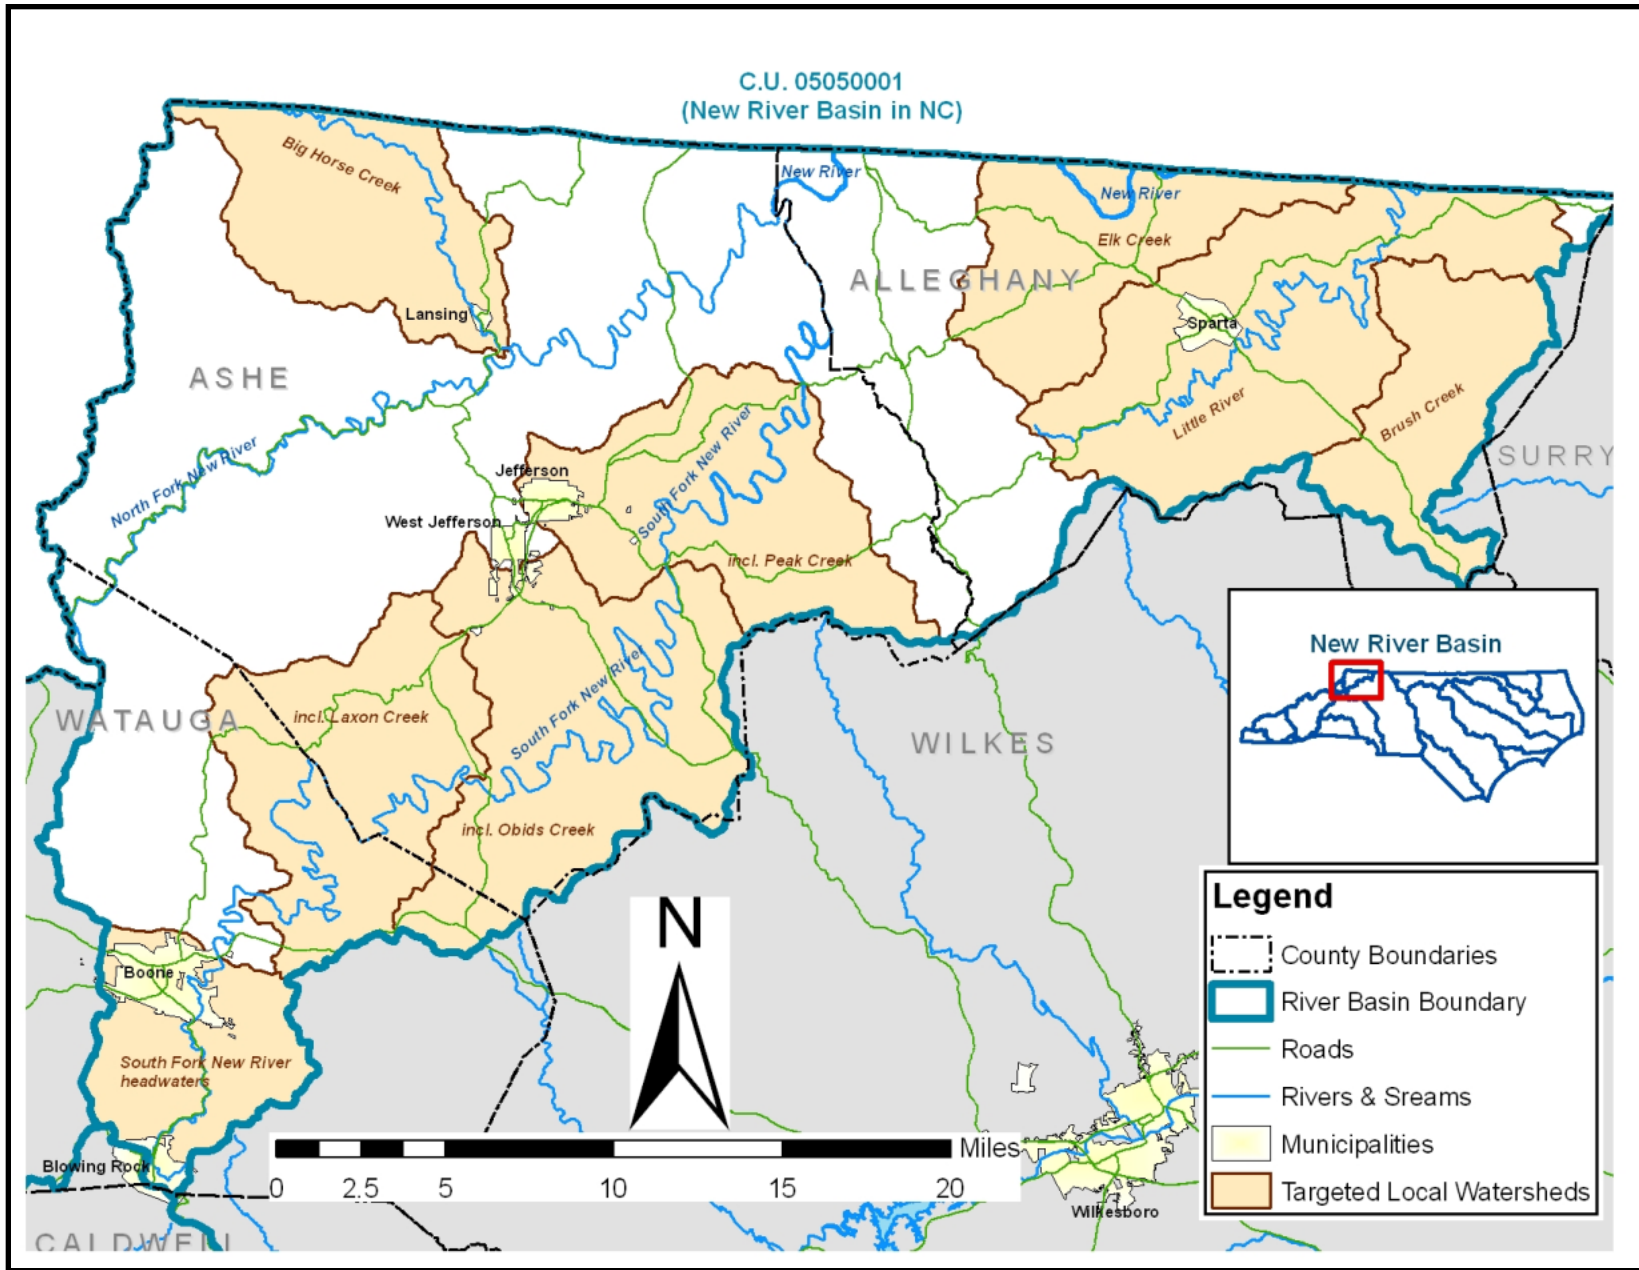 C.U. 05050001
(New River Basin in NC)
Big Horse Creek
New River
New River
Elk Creek
ALLEGHANY
Lansing
Sparta
ASHE
Little River
Brush Creek
North Fork New River
South Fork New River
SURRY
Jefferson
West Jefferson
incl. Peak Creek
New River Basin
WATAUGA
incl. Laxon Creek
South Fork New River
WILKES
incl. Obids Creek
N
Legend
County Boundaries
River Basin Boundary
Roads
Rivers & Sreams
Municipalities
Targeted Local Watersheds
Boone
South Fork New River
headwaters
Blowing Rock
Miles
0 2.5 5 10 15 20
Wilkesboro
CALDWELL